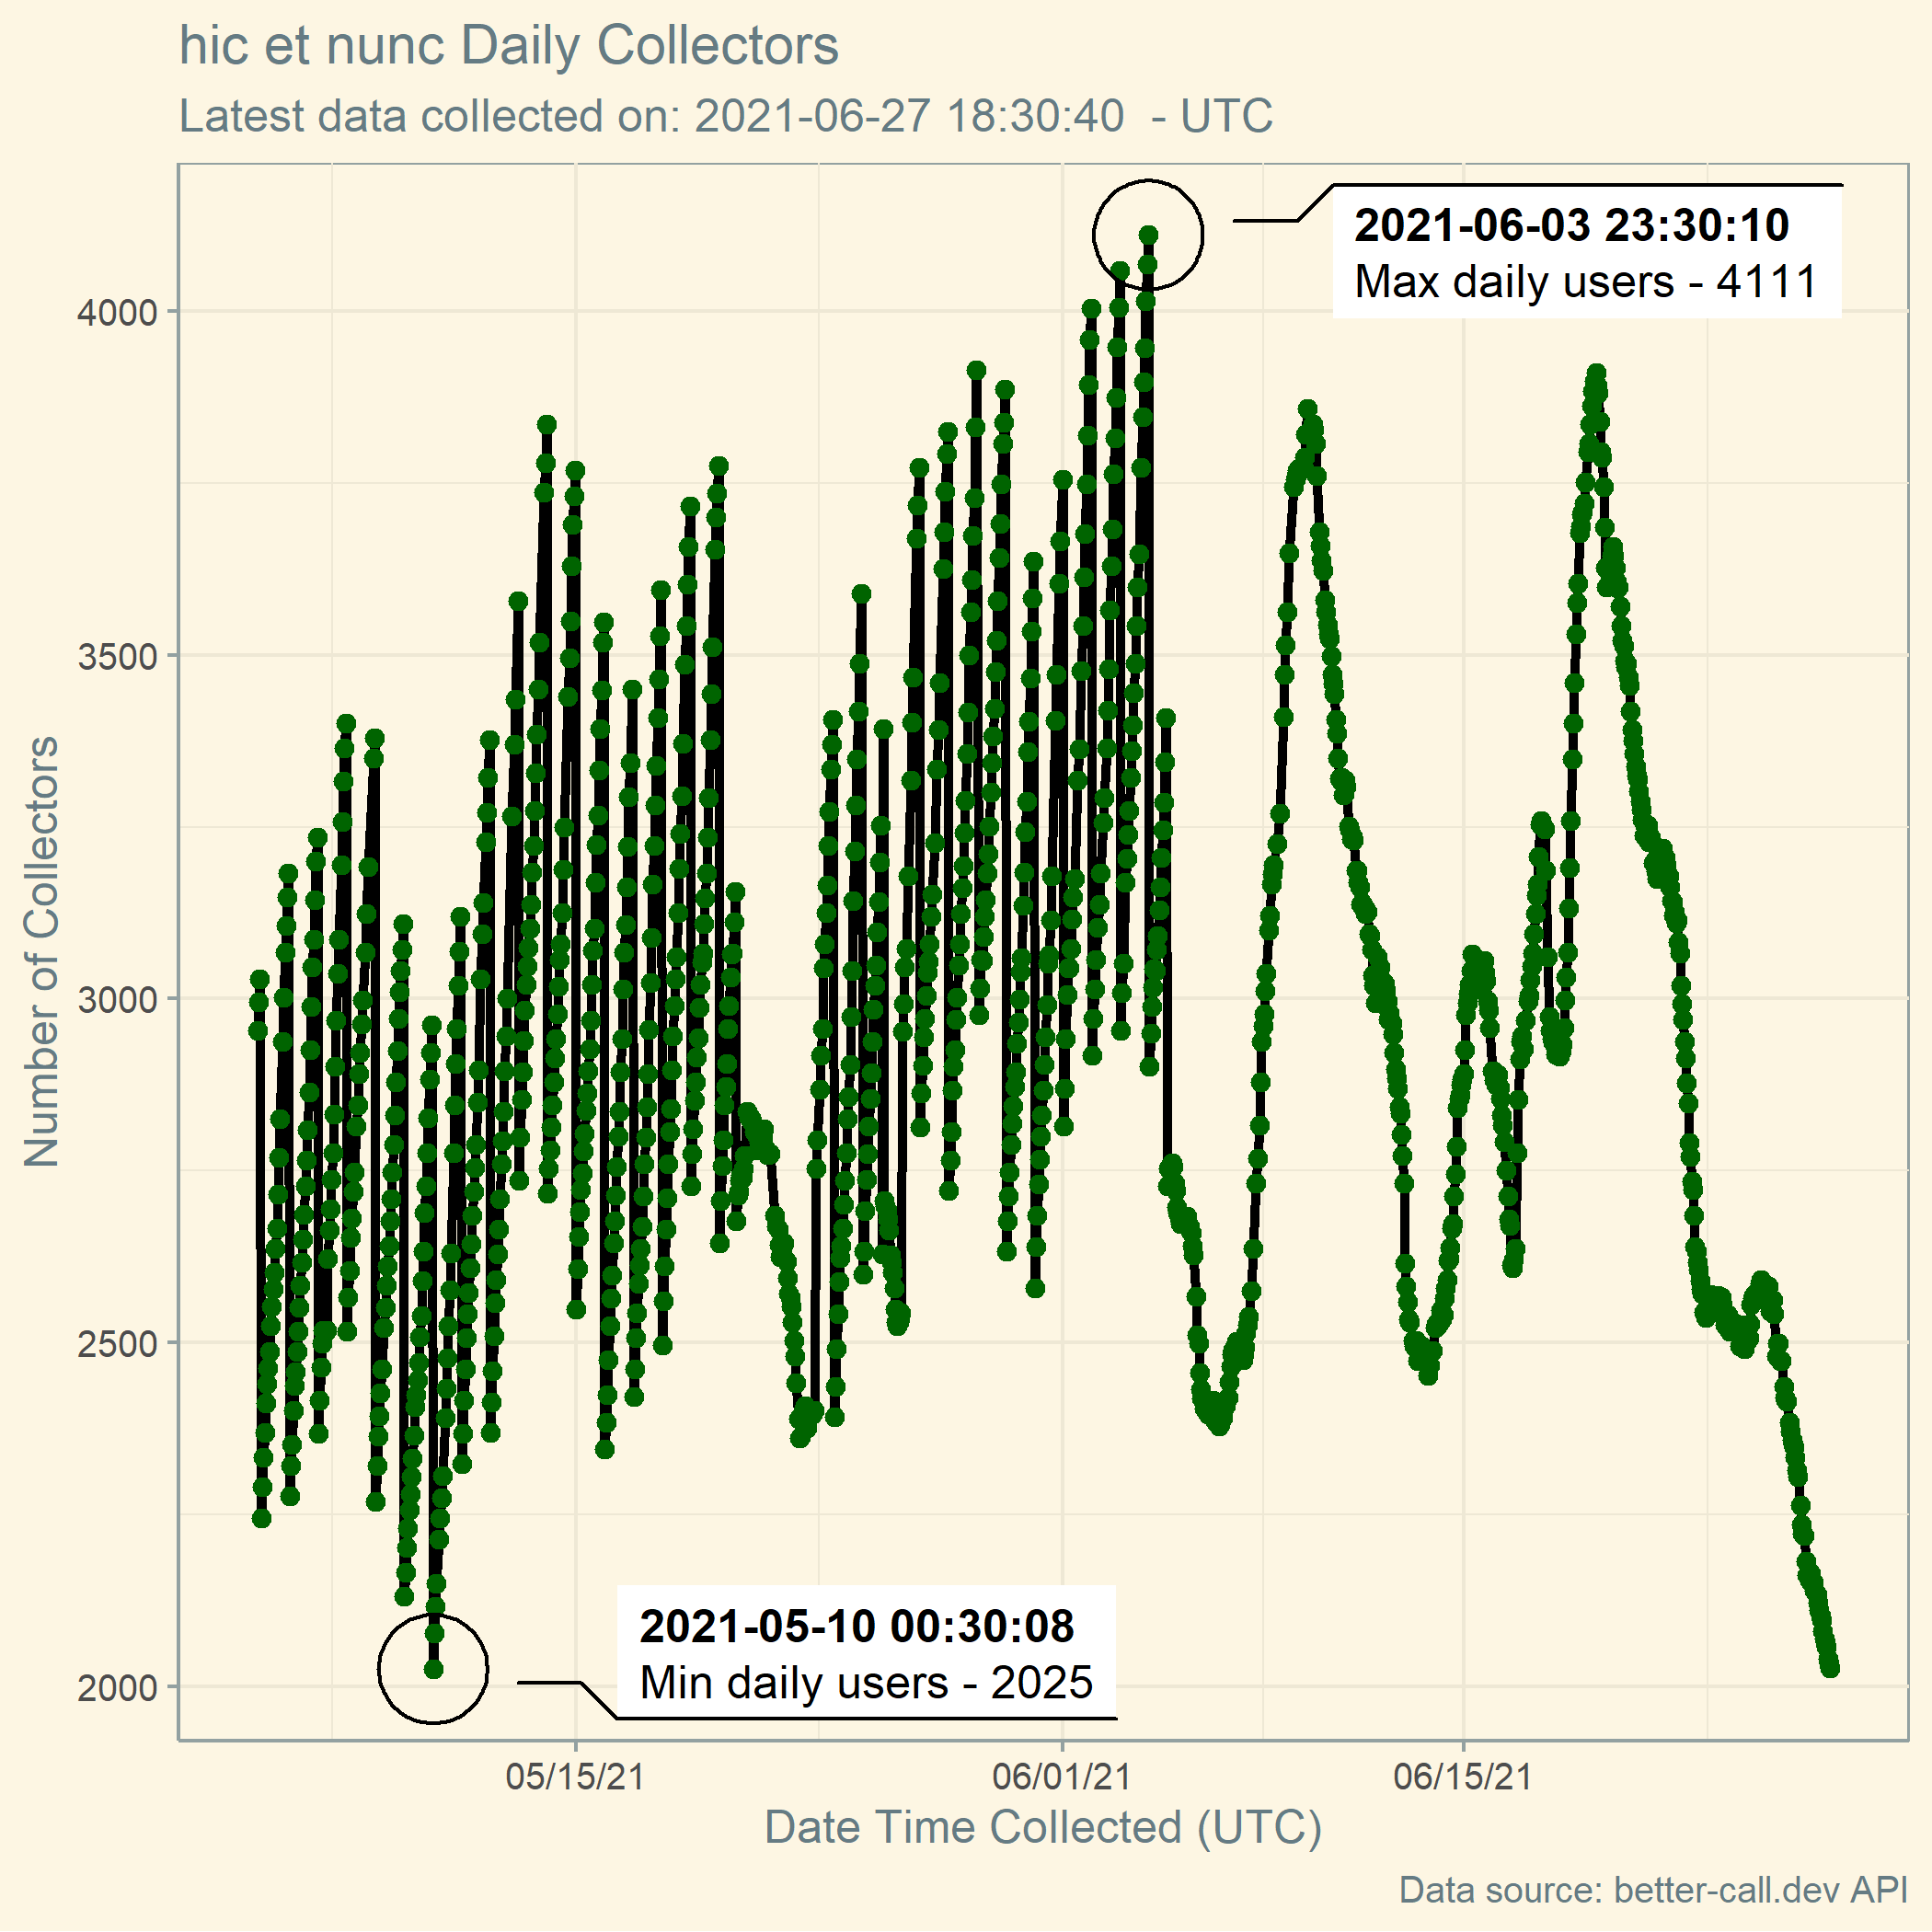 hic et nunc Daily Collectors
Latest data collected on: 2021-06-27 18:30:40  - UTC
2021-06-03 23:30:10
Max daily users - 4111
4000
3500
3000
2500
2000
Number of Collectors
2021-05-10 00:30:08
Min daily users - 2025
05/15/21
06/01/21
06/15/21
Date Time Collected (UTC)
Data source: better-call.dev API